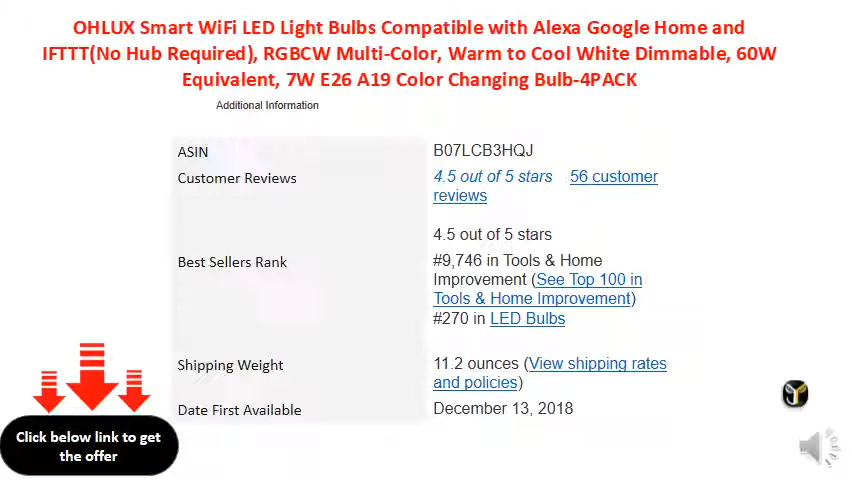 OHLUX Smart WiFi LED Light Bulbs Compatible with Alexa Google Home and
IFTTT(No Hub Required), RGBCW Multi-Color, Warm to Cool White Dimmable, 60W
Equivalent, 7W E26 A19 Color Changing Bulb-4PACK
Additional Information
ASIN B07LCB3HQJ
Customer Reviews 4.5 out of 5 stars 56 customer
reviews
4.5 out of 5 stars
Best Sellers Rank #9,746 in Tools & Home
Improvement (See Top 100 in
Tools & Home Improvement)
#270 in LED Bulbs
Shipping Weight 11.2 ounces (View shipping rates
and policies)
Date First Available December 13, 2018
Click below link to get
the offer